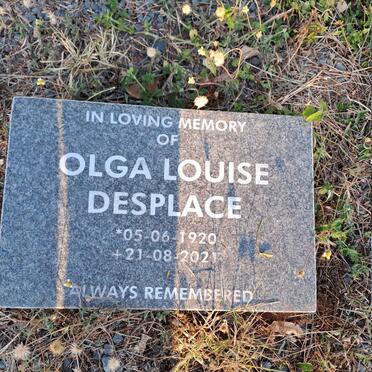 IN LOVING MEMORY
OF
OLGA LOUISE
DESPLACE
*05-06-1920
+21-08-2021
ALWAYS REMEMBERED